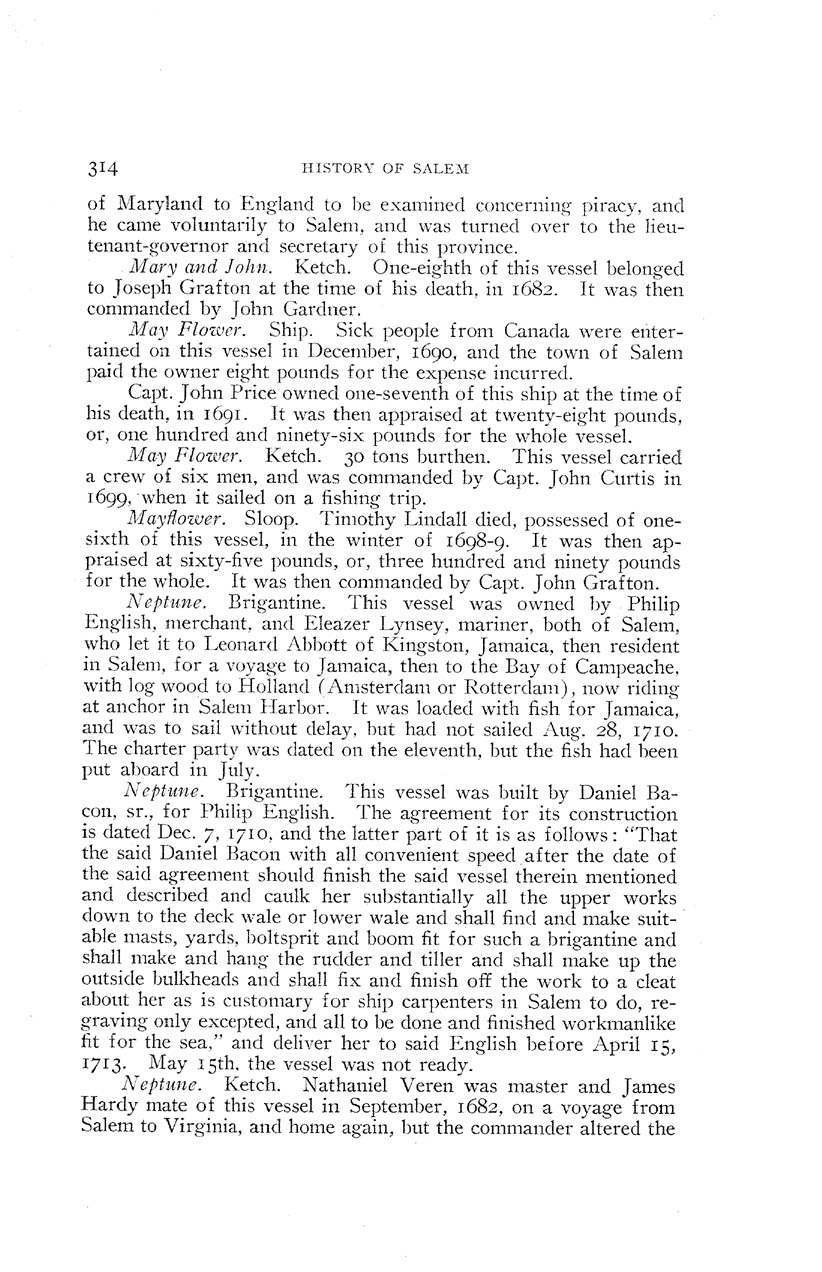 314 HISTORY OF SALEM
of Maryland to England to be examined concerning piracy, and
he came voluntarily to Salem, and was turned over to the lieu-
tenant-governor and secretary of this province.
Mary and John. Ketch. One-eighth of this vessel belonged
to Joseph Grafton at the time of his death, in 1682. It was then
commanded by John Gardner.
May Flower. Ship. Sick people from Canada were enter-
tained on this vessel in December, 1690, and the town of Salem
paid the owner eight pounds for the expense incurred.
Capt. John Price owned one-seventh of this ship at the time of
his death, in 1691. It was then appraised at twenty-eight pounds,
or, one hundred and ninety-six pounds for the whole vessel.
May Flower. Ketch. 30 tons burthen. This vessel carried
a crew of six men, and was commanded by Capt. John Curtis in
1699, when it sailed on a fishing trip.
Mayflower. Sloop. Timothy Lindall died, possessed of one-
sixth of this vessel, in the winter of 1698-9. It was then ap-
praised at sixty-five pounds, or, three hundred and ninety pounds
for the whole. It was then commanded by Capt. John Grafton.
Neptune. Brigantine. This vessel was owned by Philip
English, merchant, and Eleazer Lynsey, mariner, both of Salem,
who let it to Leonard Abbott of Kingston, Jamaica, then resident
in Salem, for a voyage to Jamaica, then to the Bay of Campeache,
with log wood to Holland (Amsterdam or Rotterdam), now riding
at anchor in Salem Harbor. It was loaded with fish for Jamaica,
and was to sail without delay, but had not sailed Aug. 28, 1710.
The charter party was dated on the eleventh, but the fish had been
put aboard in July.
Neptune. Brigantine. This vessel was built by Daniel Ba-
con, sr., for Philip English. The agreement for its construction
is dated Dec. 7, 1710, and the latter part of it is as follows: "That
the said Daniel Bacon with all convenient speed after the date of
the said agreement should finish the said vessel therein mentioned
and described and caulk her substantially all the upper works
down to the deck wale or lower wale and shall find and make suit-
able masts, yards, boltsprit and boom fit for such a brigantine and
shall make and hang the rudder and tiller and shall make up the
outside bulkheads and shall fix and finish off the work to a cleat
about her as is customary for ship carpenters in Salem to do, re-
graving only excepted, and all to be done and finished workmanlike
fit for the sea," and deliver her to said English before April 15,
1713. May 15th, the vessel was not ready.
Neptune. Ketch. Nathaniel Veren was master and James
Hardy mate of this vessel in September, 1682, on a voyage from
Salem to Virginia, and home again, but the commander altered the